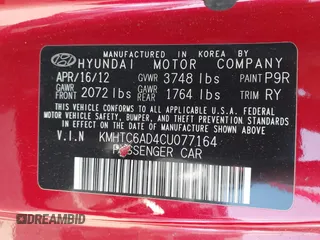 MANUFACTURED IN KOREA BY
HYUNDAI MOTOR COMPANY
APR/16/12 GVWR 3748 lbs PAINT P9R
GAWR FRONT 2072 lbs GAWR REAR 1764 lbs TRIM RY
THIS VEHICLE CONFORMS TO ALL APPLICABLE
FEDERAL MOTOR VEHICLE SAFETY, BUMPER,
AND THEFT PREVENTION STANDARDS IN EFFECT ON
THE DATE OF MANUFACTURE SHOWN ABOVE.
V.I.N KMHTC6AD4CU077164
PASSENGER CAR
DREAMBID